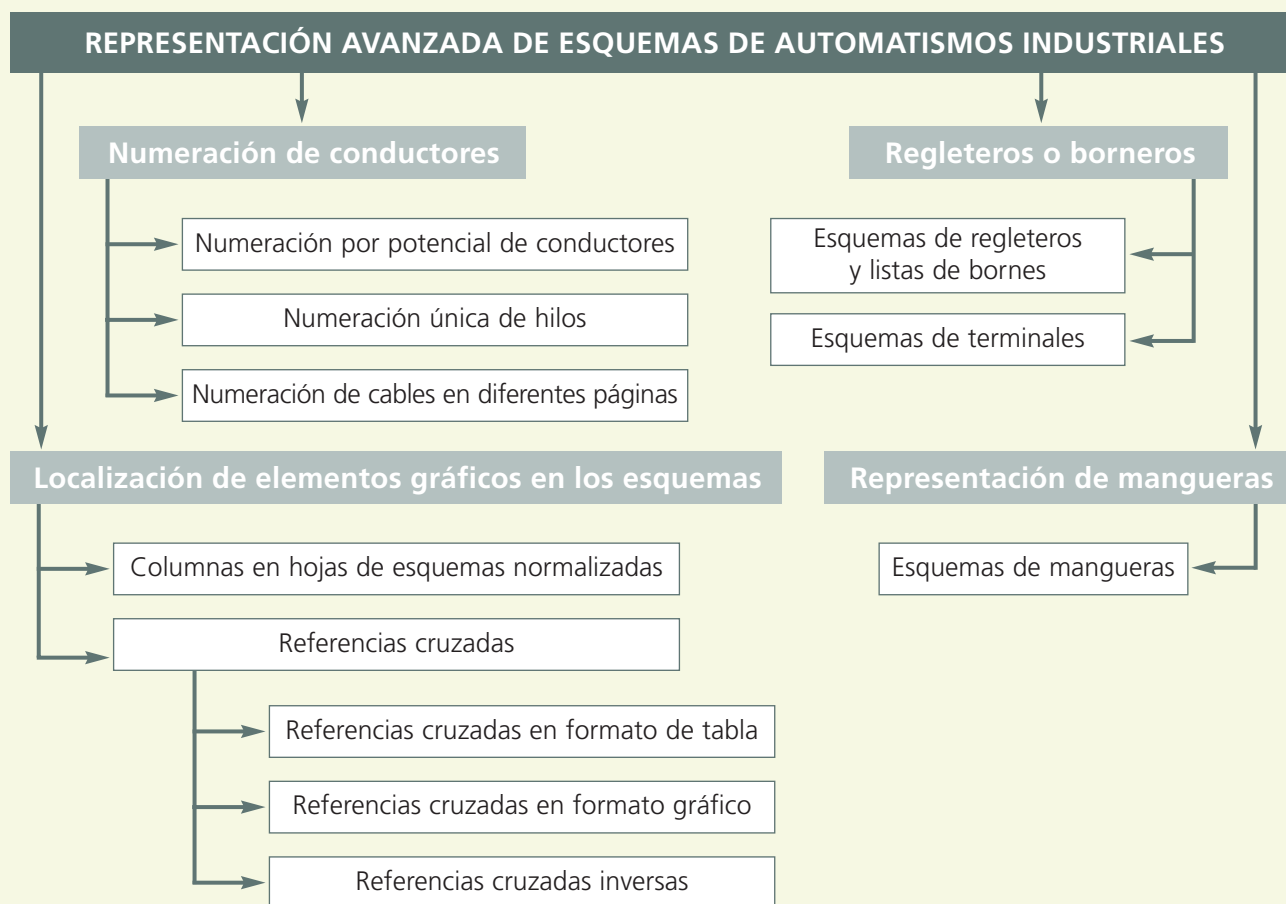 REPRESENTACIÓN AVANZADA DE ESQUEMAS DE AUTOMATISMOS INDUSTRIALES
Numeración de conductores
Numeración por potencial de conductores
Numeración única de hilos
Numeración de cables en diferentes páginas
Regleteros o borneros
Esquemas de regleteros
y listas de bornes
Esquemas de terminales
Localización de elementos gráficos en los esquemas
Columnas en hojas de esquemas normalizadas
Referencias cruzadas
Referencias cruzadas en formato de tabla
Referencias cruzadas en formato gráfico
Referencias cruzadas inversas
Representación de mangueras
Esquemas de mangueras